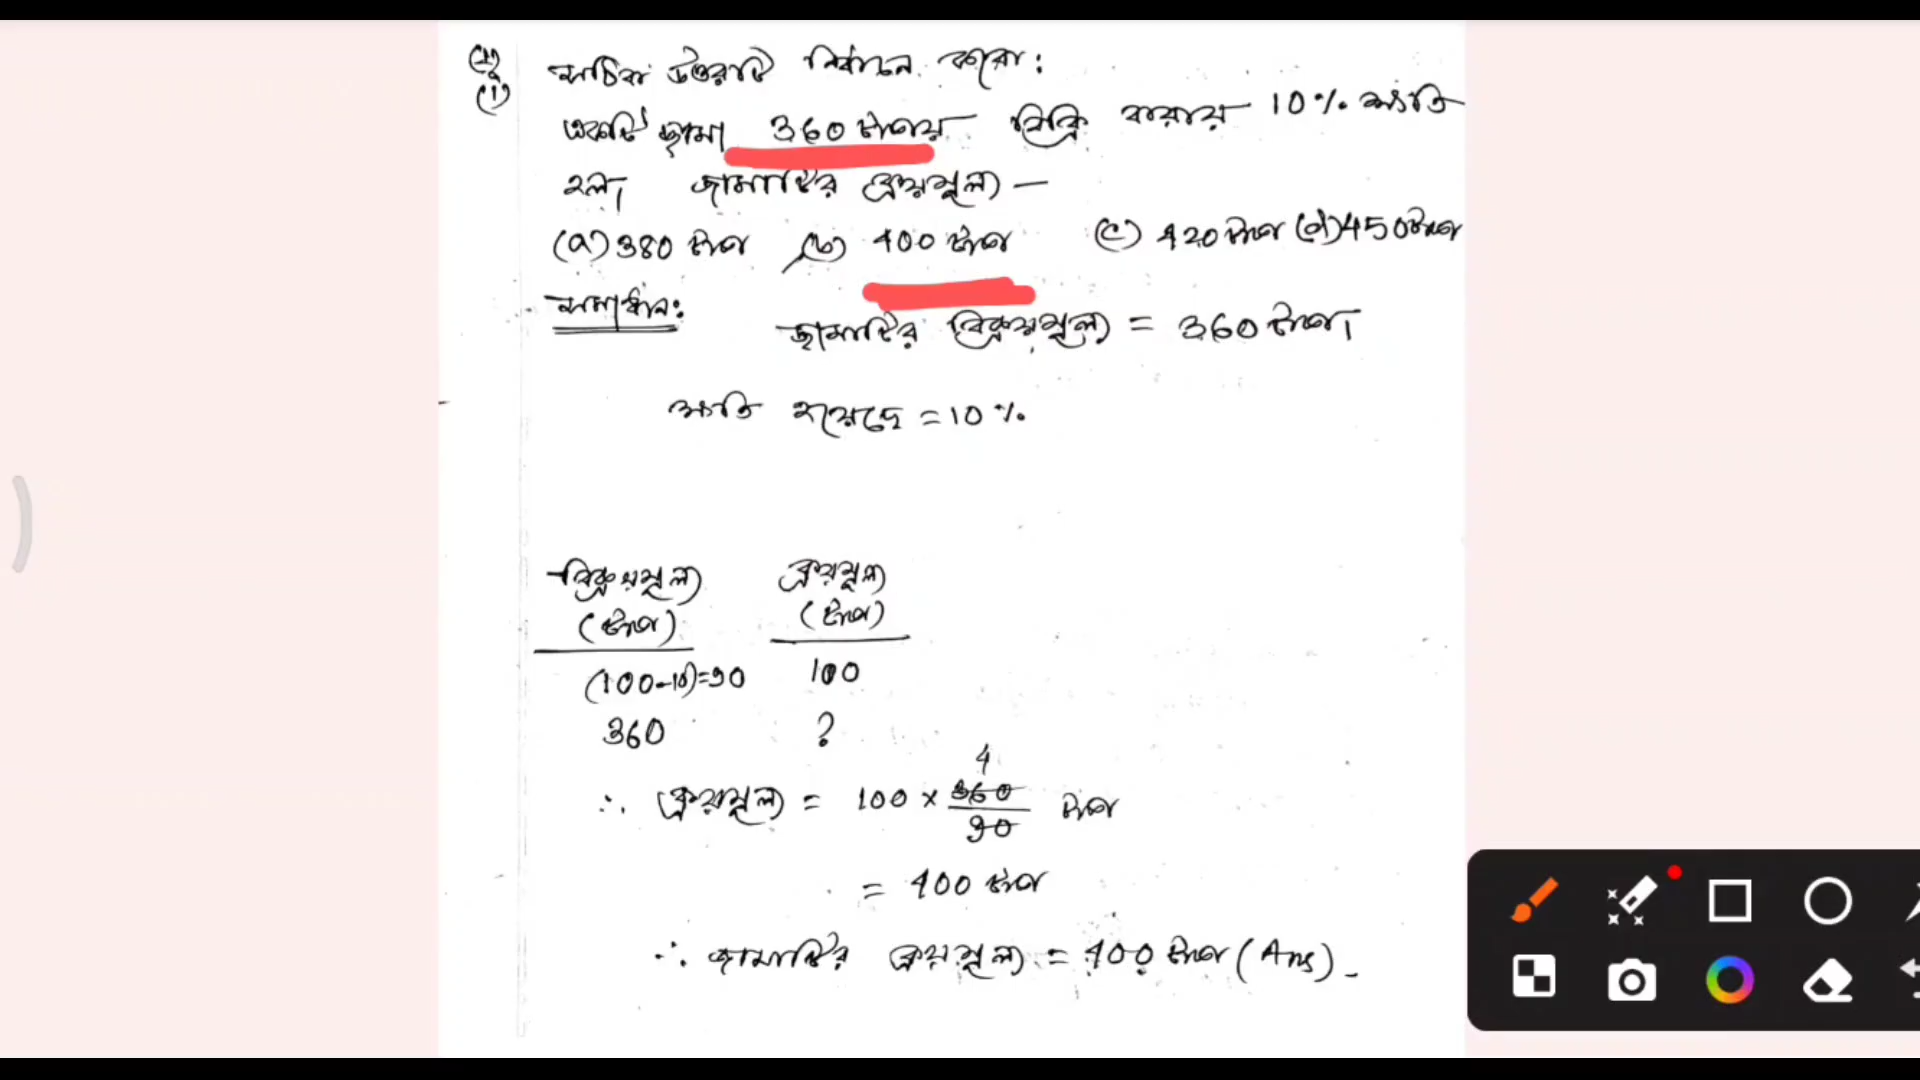 (1)
(i)
সঠিক উত্তরটি নির্বাচন করো:
একটি জামা 360 টাকায় বিক্রি করায় 10% ক্ষতি
হল, জামাটির ক্রয়মূল্য —
(a) 380 টাকা (b) 400 টাকা (c) 420 টাকা (d) 450 টাকা
সমাধান:
জামাটির বিক্রয়মূল্য = 360 টাকা,
ক্ষতি হয়েছে = 10%
বিক্রয়মূল্য ক্রয়মূল্য
(টাকা) (টাকা)
(100-10)=90 100
360 ?
4
∴ ক্রয়মূল্য = 100 × 360/90 টাকা
= 400 টাকা
∴ জামাটির ক্রয়মূল্য = 400 টাকা (Ans).